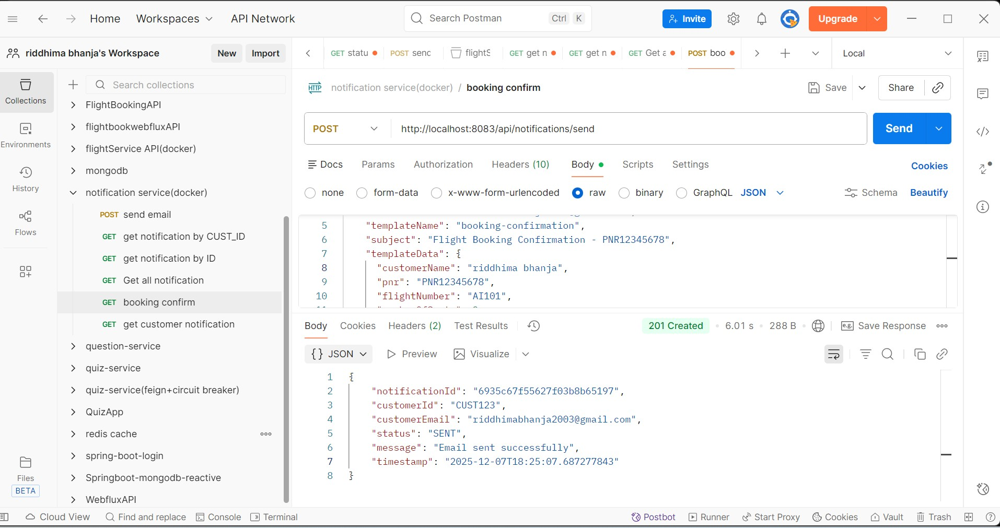 Home Workspaces API Network Search Postman Ctrl K Invite Upgrade
riddhima bhanja's Workspace New Import
GET statu POST send flightS GET get n GET get n GET Get a POST boo Local
Collections
Environments
History
Flows
Files
BETA
Search collections
FlightBookingAPI
flightbookwebfluxAPI
flightService API(docker)
mongodb
notification service(docker)
POST send email
GET get notification by CUST_ID
GET get notification by ID
GET Get all notification
GET booking confirm
GET get customer notification
question-service
quiz-service
quiz-service(feign+circuit breaker)
QuizApp
redis cache
spring-boot-login
Springboot-mongodb-reactive
WebfluxAPI
HTTP notification service(docker) / booking confirm Save Share
POST http://localhost:8083/api/notifications/send Send
Docs Params Authorization Headers (10) Body Scripts Settings Cookies
none form-data x-www-form-urlencoded raw binary GraphQL JSON Schema Beautify
5 "templateName": "booking-confirmation",
6 "subject": "Flight Booking Confirmation - PNR12345678",
7 "templateData": {
8 "customerName": "riddhima bhanja",
9 "pnr": "PNR12345678",
10 "flightNumber": "AI101",
Body Cookies Headers (2) Test Results 201 Created 6.01 s 288 B e.g. Save Response
{} JSON Preview Visualize
1 {
2 "notificationId": "6935c67f55627f03b8b65197",
3 "customerId": "CUST123",
4 "customerEmail": "riddhimabhanja2003@gmail.com",
5 "status": "SENT",
6 "message": "Email sent successfully",
7 "timestamp": "2025-12-07T18:25:07.687277843"
8 }
Cloud View Find and replace Console Terminal Postbot Runner Start Proxy Cookies Vault Trash